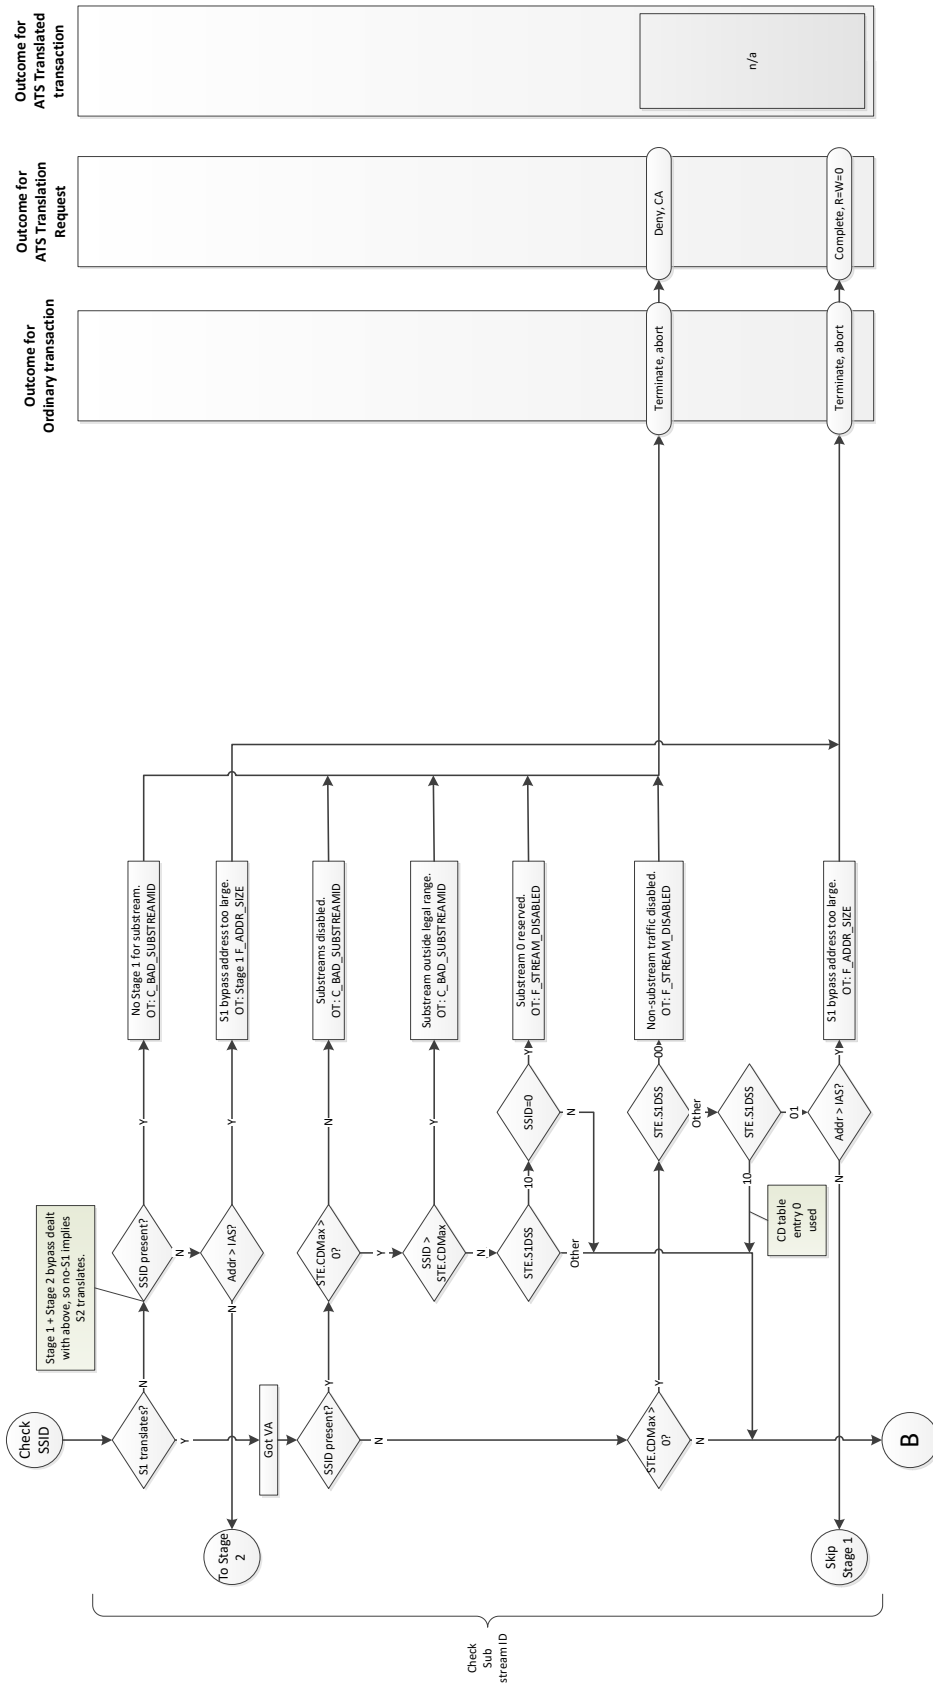 Outcome for
Ordinary transaction
Outcome for
ATS Translation
Request
Outcome for
ATS Translated
transaction
Check
SSID
Stage 1 + Stage 2 bypass dealt
with above, so no-S1 implies
S2 translates.
S1 translates?
N
SSID present?
Y
No Stage 1 for substream.
OT: C_BAD_SUBSTREAMID
Y
N
To Stage
2
N
Addr > IAS?
Y
S1 bypass address too large.
OT: Stage 1 F_ADDR_SIZE
Got VA
SSID present?
Y
STE.CDMax >
0?
N
Substreams disabled.
OT: C_BAD_SUBSTREAMID
N
Y
SSID >
STE.CDMax
Y
Substream outside legal range.
OT: C_BAD_SUBSTREAMID
N
STE.S1DSS
10
SSID=0
Y
Substream 0 reserved.
OT: F_STREAM_DISABLED
Other
N
STE.CDMax >
0?
Y
STE.S1DSS
00
Non-substream traffic disabled.
OT: F_STREAM_DISABLED
Terminate, abort
Deny, CA
n/a
N
Other
10
STE.S1DSS
CD table
entry 0
used
01
Skip
Stage 1
N
Addr > IAS?
Y
S1 bypass address too large.
OT: F_ADDR_SIZE
Terminate, abort
Complete, R=W=0
B
Check
Sub
stream ID